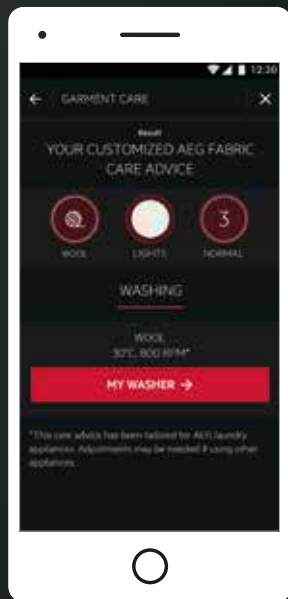 12:30
GARMENT CARE
Result
YOUR CUSTOMIZED AEG FABRIC
CARE ADVICE
3
WOOL LIGHTS NORMAL
WASHING
WOOL
30°C, 800 RPM*
MY WASHER →
*This care advice has been tailored for AEG laundry
appliances. Adjustments may be needed if using other
appliances.